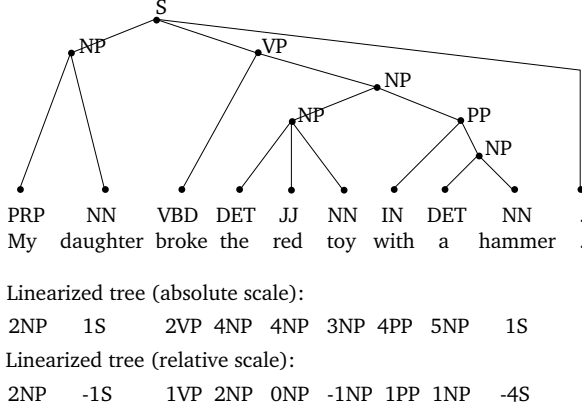 S
NP VP
NP
NP PP
NP
PRP NN VBD DET JJ NN IN DET NN .
My daughter broke the red toy with a hammer .
Linearized tree (absolute scale):
2NP 1S 2VP 4NP 4NP 3NP 4PP 5NP 1S
Linearized tree (relative scale):
2NP -1S 1VP 2NP 0NP -1NP 1PP 1NP -4S